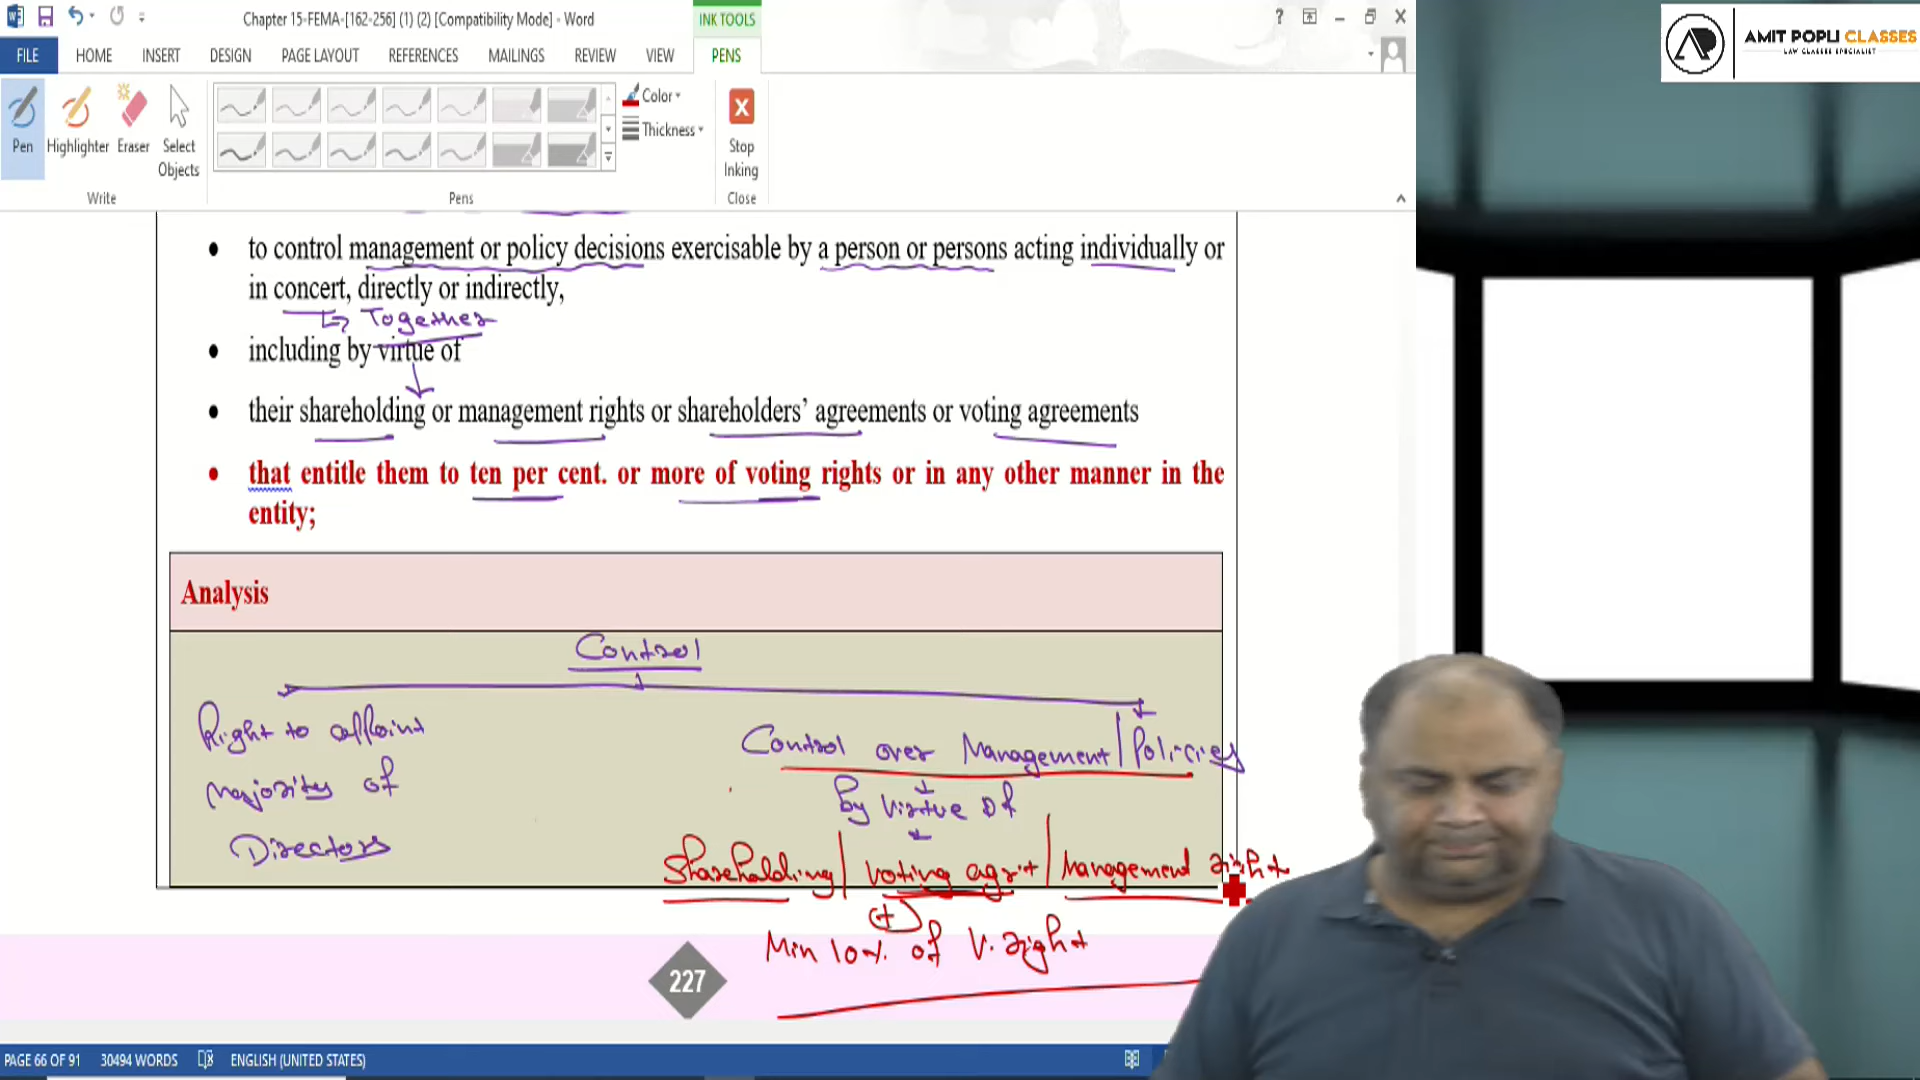 Chapter 15-FEMA-[162-256] (1) (2) [Compatibility Mode] - Word
INK TOOLS
FILE HOME INSERT DESIGN PAGE LAYOUT REFERENCES MAILINGS REVIEW VIEW PENS
Pen Highlighter Eraser Select Objects
Color
Thickness
Stop Inking
Write Pens Close
AMIT POPLI CLASSES
LAW CLASSES SPECIALIST
• to control management or policy decisions exercisable by a person or persons acting individually or
in concert, directly or indirectly,
Together
• including by virtue of
• their shareholding or management rights or shareholders’ agreements or voting agreements
• that entitle them to ten per cent. or more of voting rights or in any other manner in the
entity;
Analysis
Control
Right to appoint
majority of
Directors
Control over Management | Policies
By virtue of
Shareholding | Voting agrt | Management right
(+)
Min 10% of V. right
227
PAGE 66 OF 91 30494 WORDS ENGLISH (UNITED STATES)